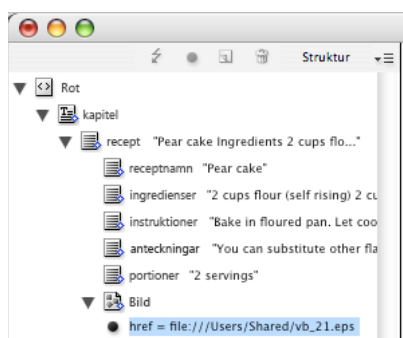 Struktur
Rot
kapitel
recept "Pear cake Ingredients 2 cups flo..."
receptnamn "Pear cake"
ingredienser "2 cups flour (self rising) 2 cu
instruktioner "Bake in floured pan. Let coo
anteckningar "You can substitute other fla
portioner "2 servings"
Bild
href = file:///Users/Shared/vb_21.eps